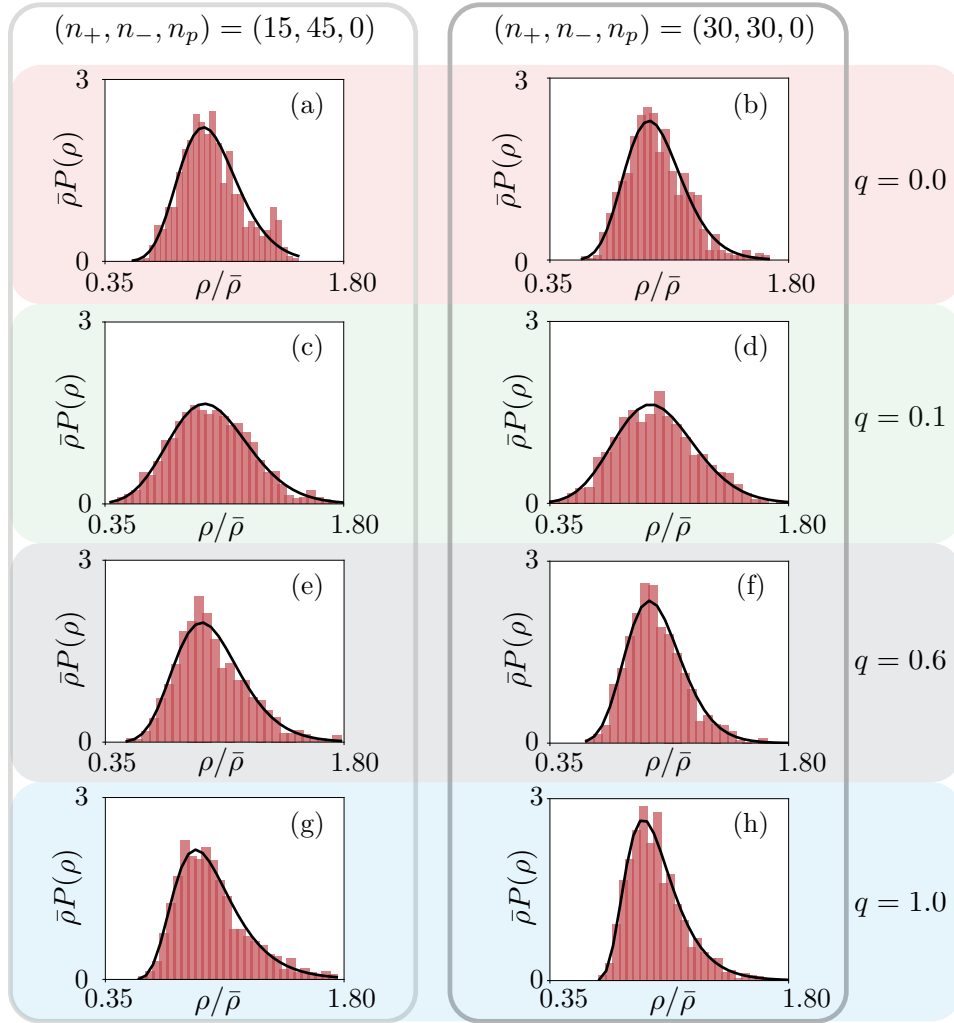 (n₊, n₋, nₚ) = (15, 45, 0)
(n₊, n₋, nₚ) = (30, 30, 0)
3
(a)
ρ̄P(ρ)
0
0.35
ρ/ρ̄
1.80
3
(b)
ρ̄P(ρ)
0
0.35
ρ/ρ̄
1.80
q = 0.0
3
(c)
ρ̄P(ρ)
0
0.35
ρ/ρ̄
1.80
3
(d)
ρ̄P(ρ)
0
0.35
ρ/ρ̄
1.80
q = 0.1
3
(e)
ρ̄P(ρ)
0
0.35
ρ/ρ̄
1.80
3
(f)
ρ̄P(ρ)
0
0.35
ρ/ρ̄
1.80
q = 0.6
3
(g)
ρ̄P(ρ)
0
0.35
ρ/ρ̄
1.80
3
(h)
ρ̄P(ρ)
0
0.35
ρ/ρ̄
1.80
q = 1.0